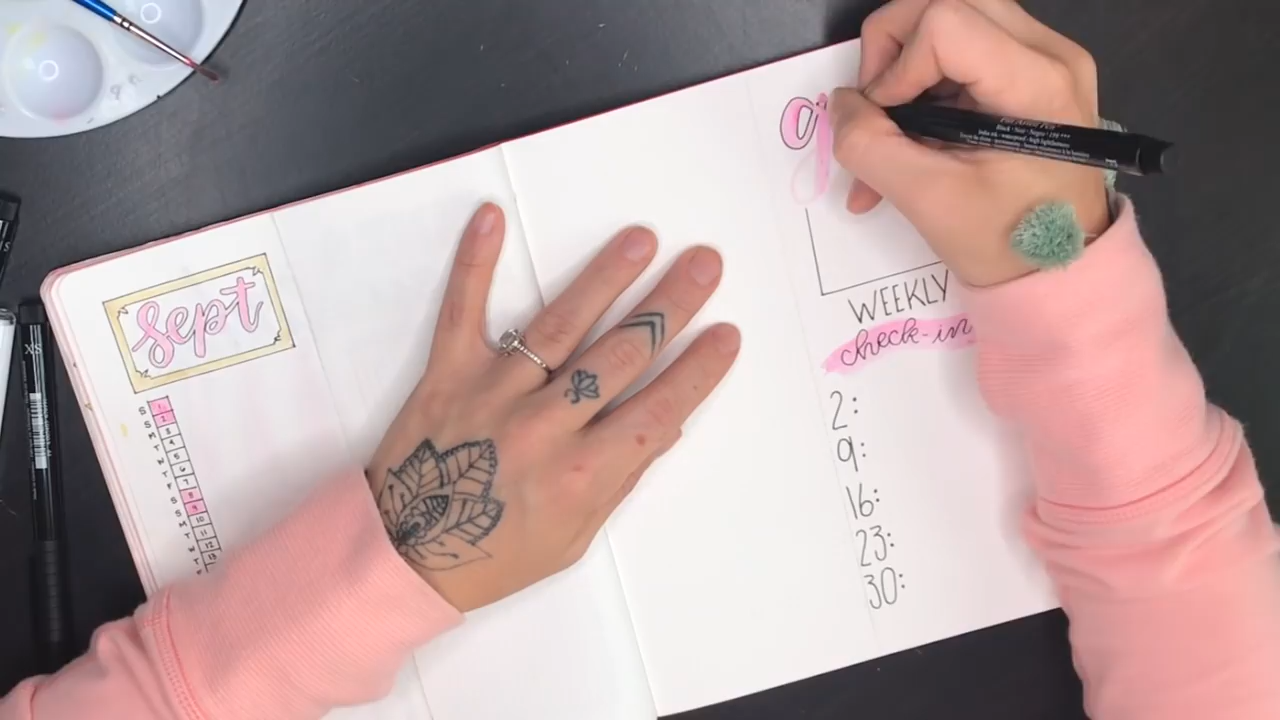 sept
S 1
S 2
M 3
T 4
W 5
T 6
F 7
S 8
S 9
M 10
T 11
W 12
T 13
g
WEEKLY
check-in
2:
9:
16:
23:
30:
XS